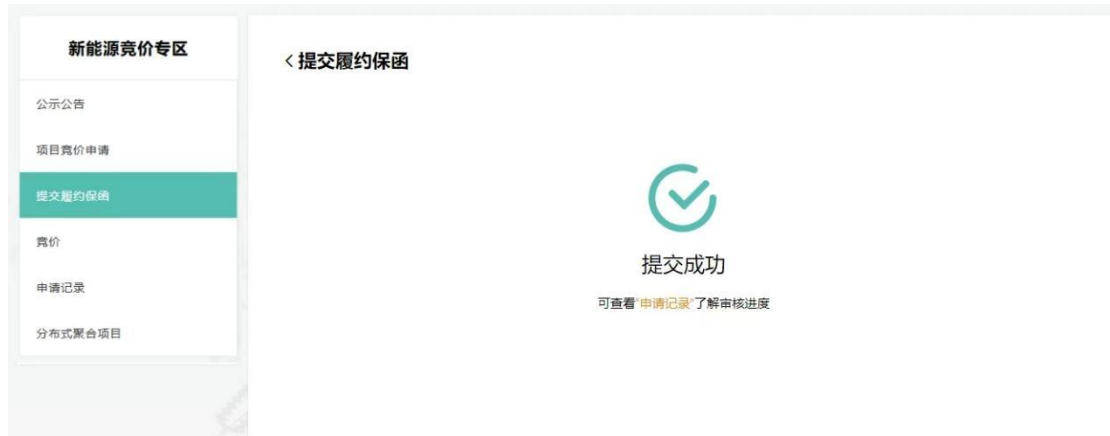 新能源竞价专区
公示公告
项目竞价申请
提交履约保函
竞价
申请记录
分布式聚合项目
<提交履约保函
提交成功
可查看"申请记录"了解审核进度